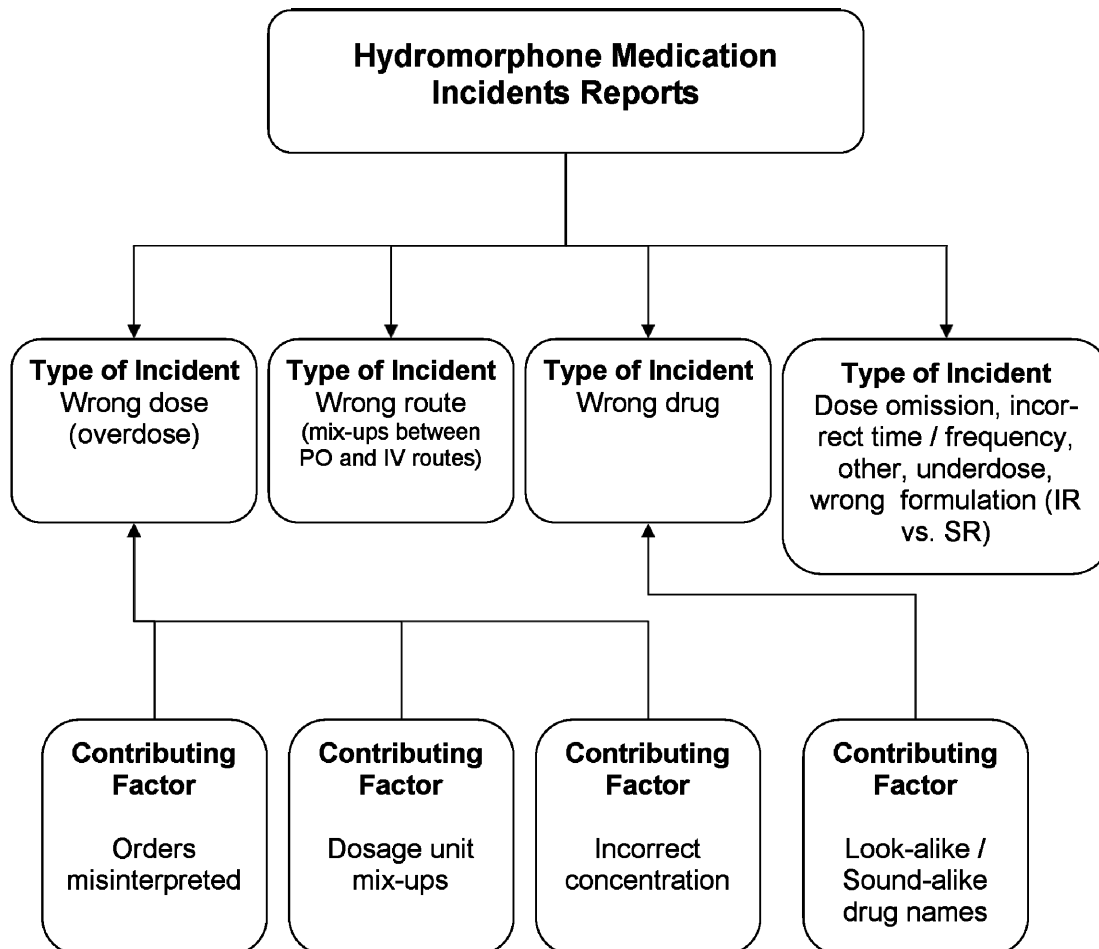 Hydromorphone Medication
Incidents Reports
Type of Incident
Wrong dose
(overdose)
Type of Incident
Wrong route
(mix-ups between
PO and IV routes)
Type of Incident
Wrong drug
Type of Incident
Dose omission, incor-
rect time / frequency,
other, underdose,
wrong formulation (IR
vs. SR)
Contributing
Factor
Orders
misinterpreted
Contributing
Factor
Dosage unit
mix-ups
Contributing
Factor
Incorrect
concentration
Contributing
Factor
Look-alike /
Sound-alike
drug names